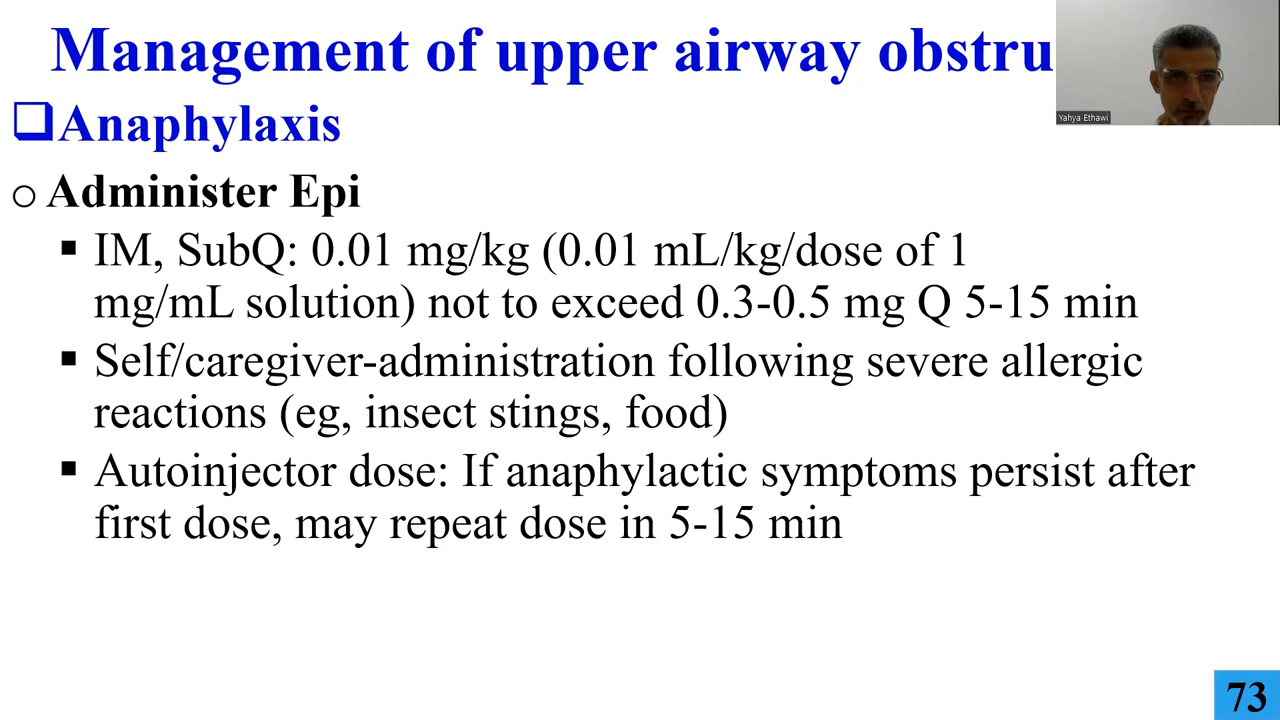 Management of upper airway obstru
Yahya Ethawi
❑Anaphylaxis
o Administer Epi
▪ IM, SubQ: 0.01 mg/kg (0.01 mL/kg/dose of 1
mg/mL solution) not to exceed 0.3-0.5 mg Q 5-15 min
▪ Self/caregiver-administration following severe allergic
reactions (eg, insect stings, food)
▪ Autoinjector dose: If anaphylactic symptoms persist after
first dose, may repeat dose in 5-15 min
73